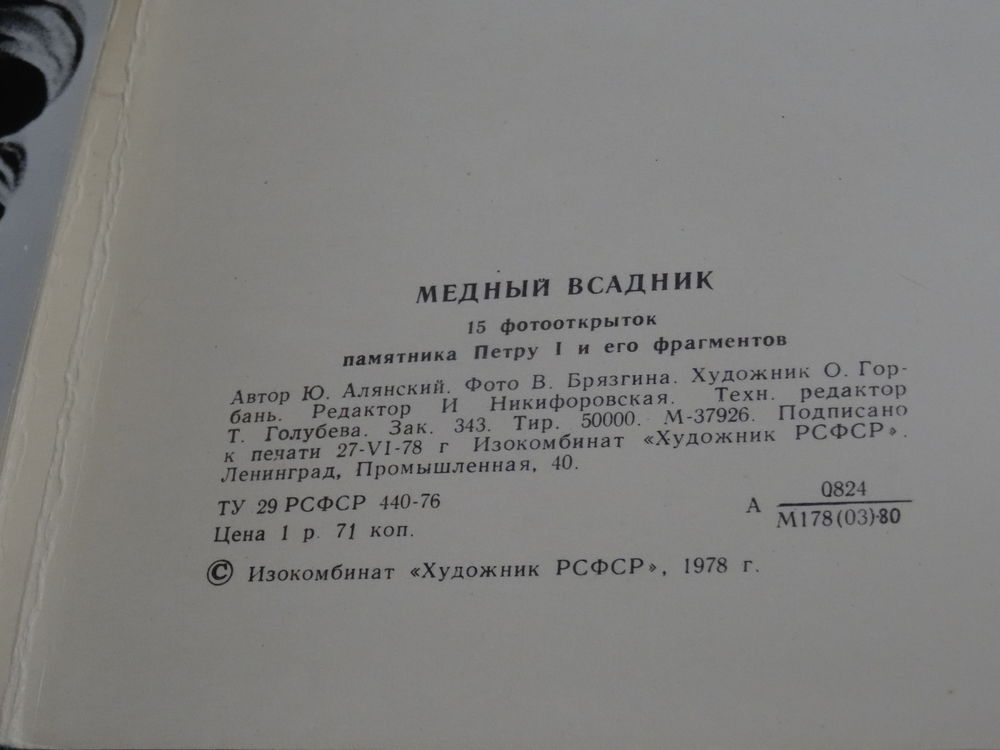 МЕДНЫЙ ВСАДНИК
15 фотооткрыток
памятника Петру I и его фрагментов
Автор Ю. Алянский. Фото В. Брязгина. Художник О. Гор-
бань. Редактор И Никифоровская. Техн. редактор
Т. Голубева. Зак. 343. Тир. 50000. М-37926. Подписано
к печати 27-VI-78 г Изокомбинат «Художник РСФСР».
Ленинград, Промышленная, 40.
ТУ 29 РСФСР 440-76
Цена 1 р. 71 коп.
А 0824
М178(03)-80
© Изокомбинат «Художник РСФСР», 1978 г.